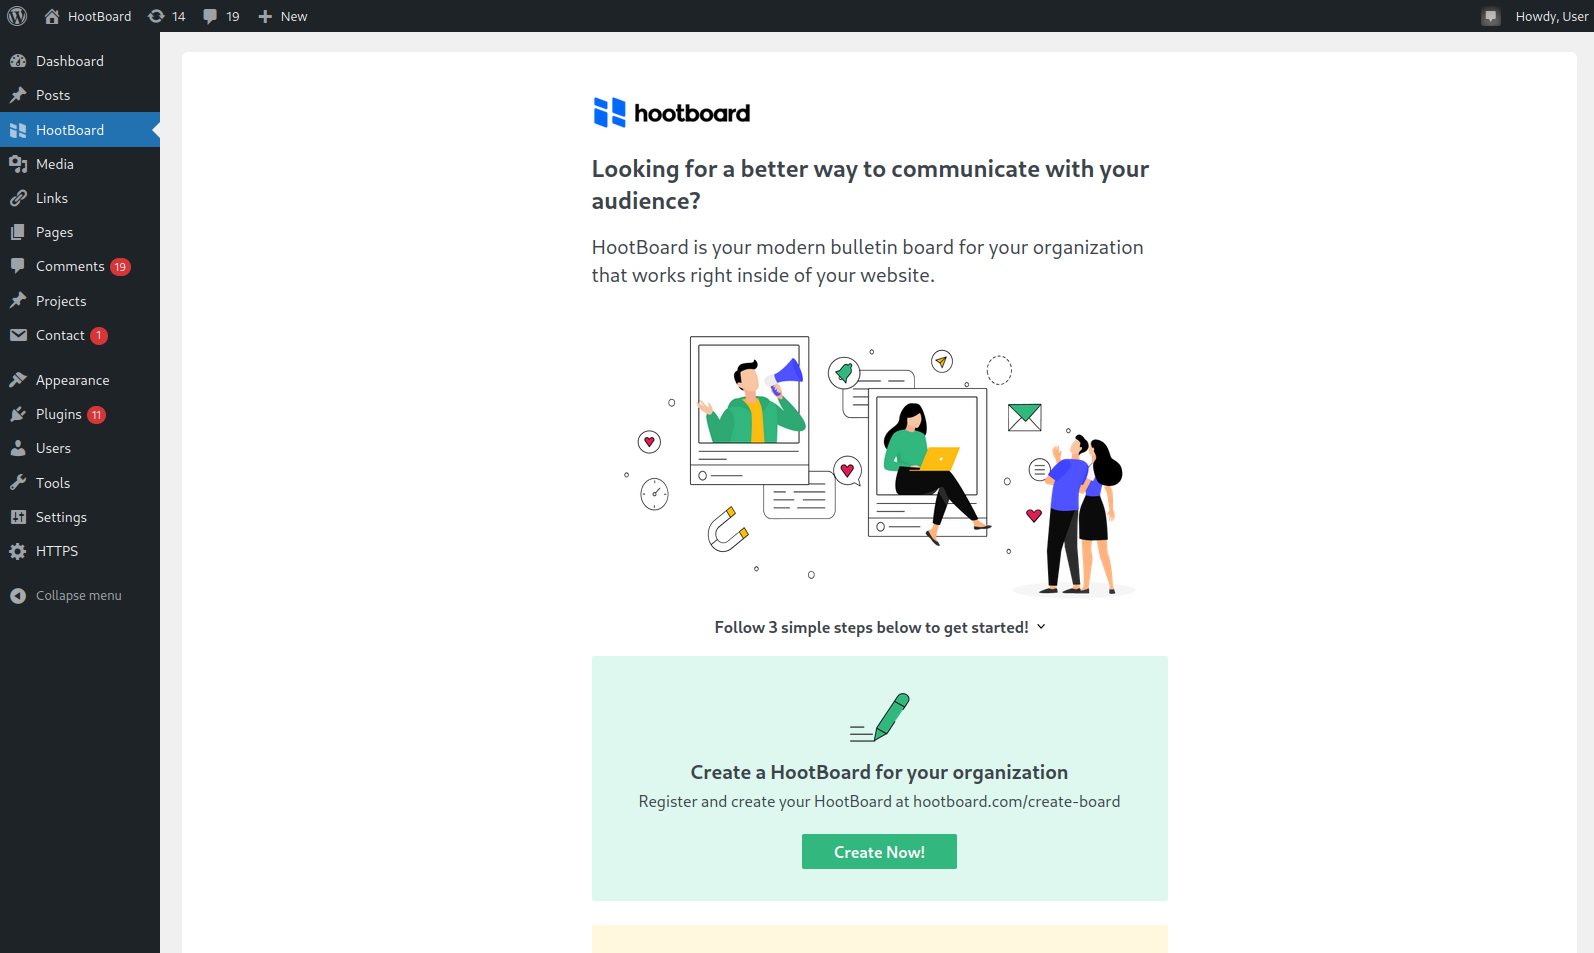 HootBoard 14 19 New Howdy, User
Dashboard
Posts
HootBoard
Media
Links
Pages
Comments 19
Projects
Contact 1
Appearance
Plugins 11
Users
Tools
Settings
HTTPS
Collapse menu
hootboard
Looking for a better way to communicate with your
audience?
HootBoard is your modern bulletin board for your organization
that works right inside of your website.
Follow 3 simple steps below to get started!
Create a HootBoard for your organization
Register and create your HootBoard at hootboard.com/create-board
Create Now!